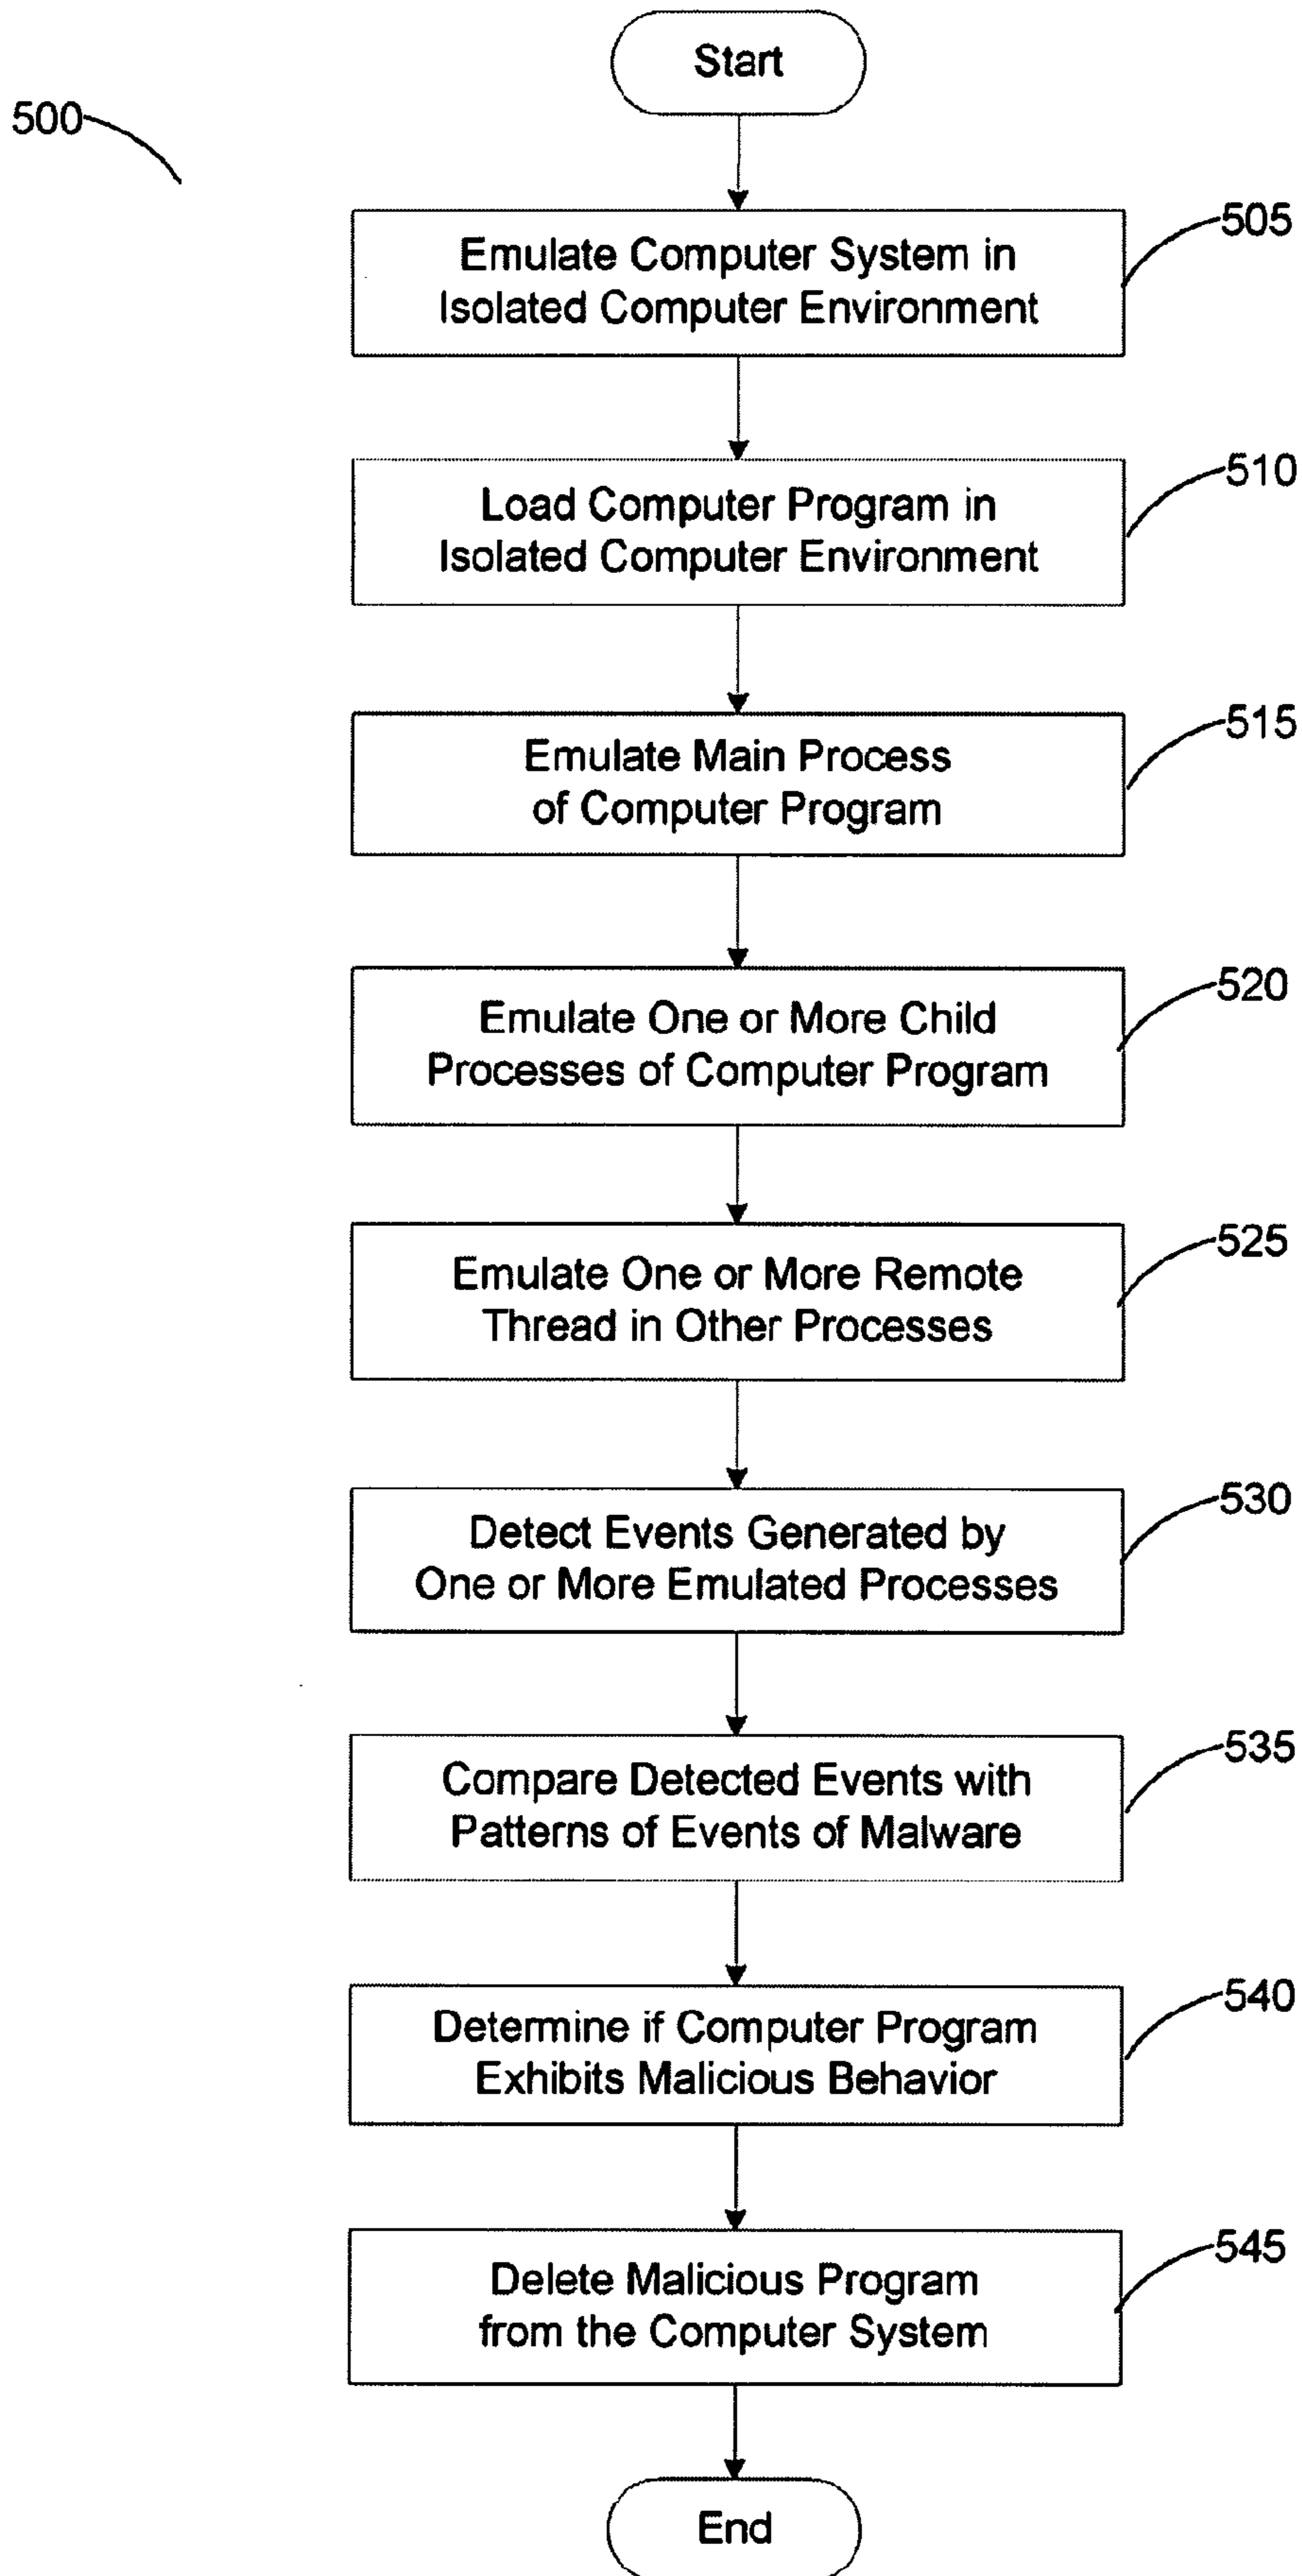 Start
500
Emulate Computer System in
Isolated Computer Environment
505
Load Computer Program in
Isolated Computer Environment
510
Emulate Main Process
of Computer Program
515
Emulate One or More Child
Processes of Computer Program
520
Emulate One or More Remote
Thread in Other Processes
525
Detect Events Generated by
One or More Emulated Processes
530
Compare Detected Events with
Patterns of Events of Malware
535
Determine if Computer Program
Exhibits Malicious Behavior
540
Delete Malicious Program
from the Computer System
545
End